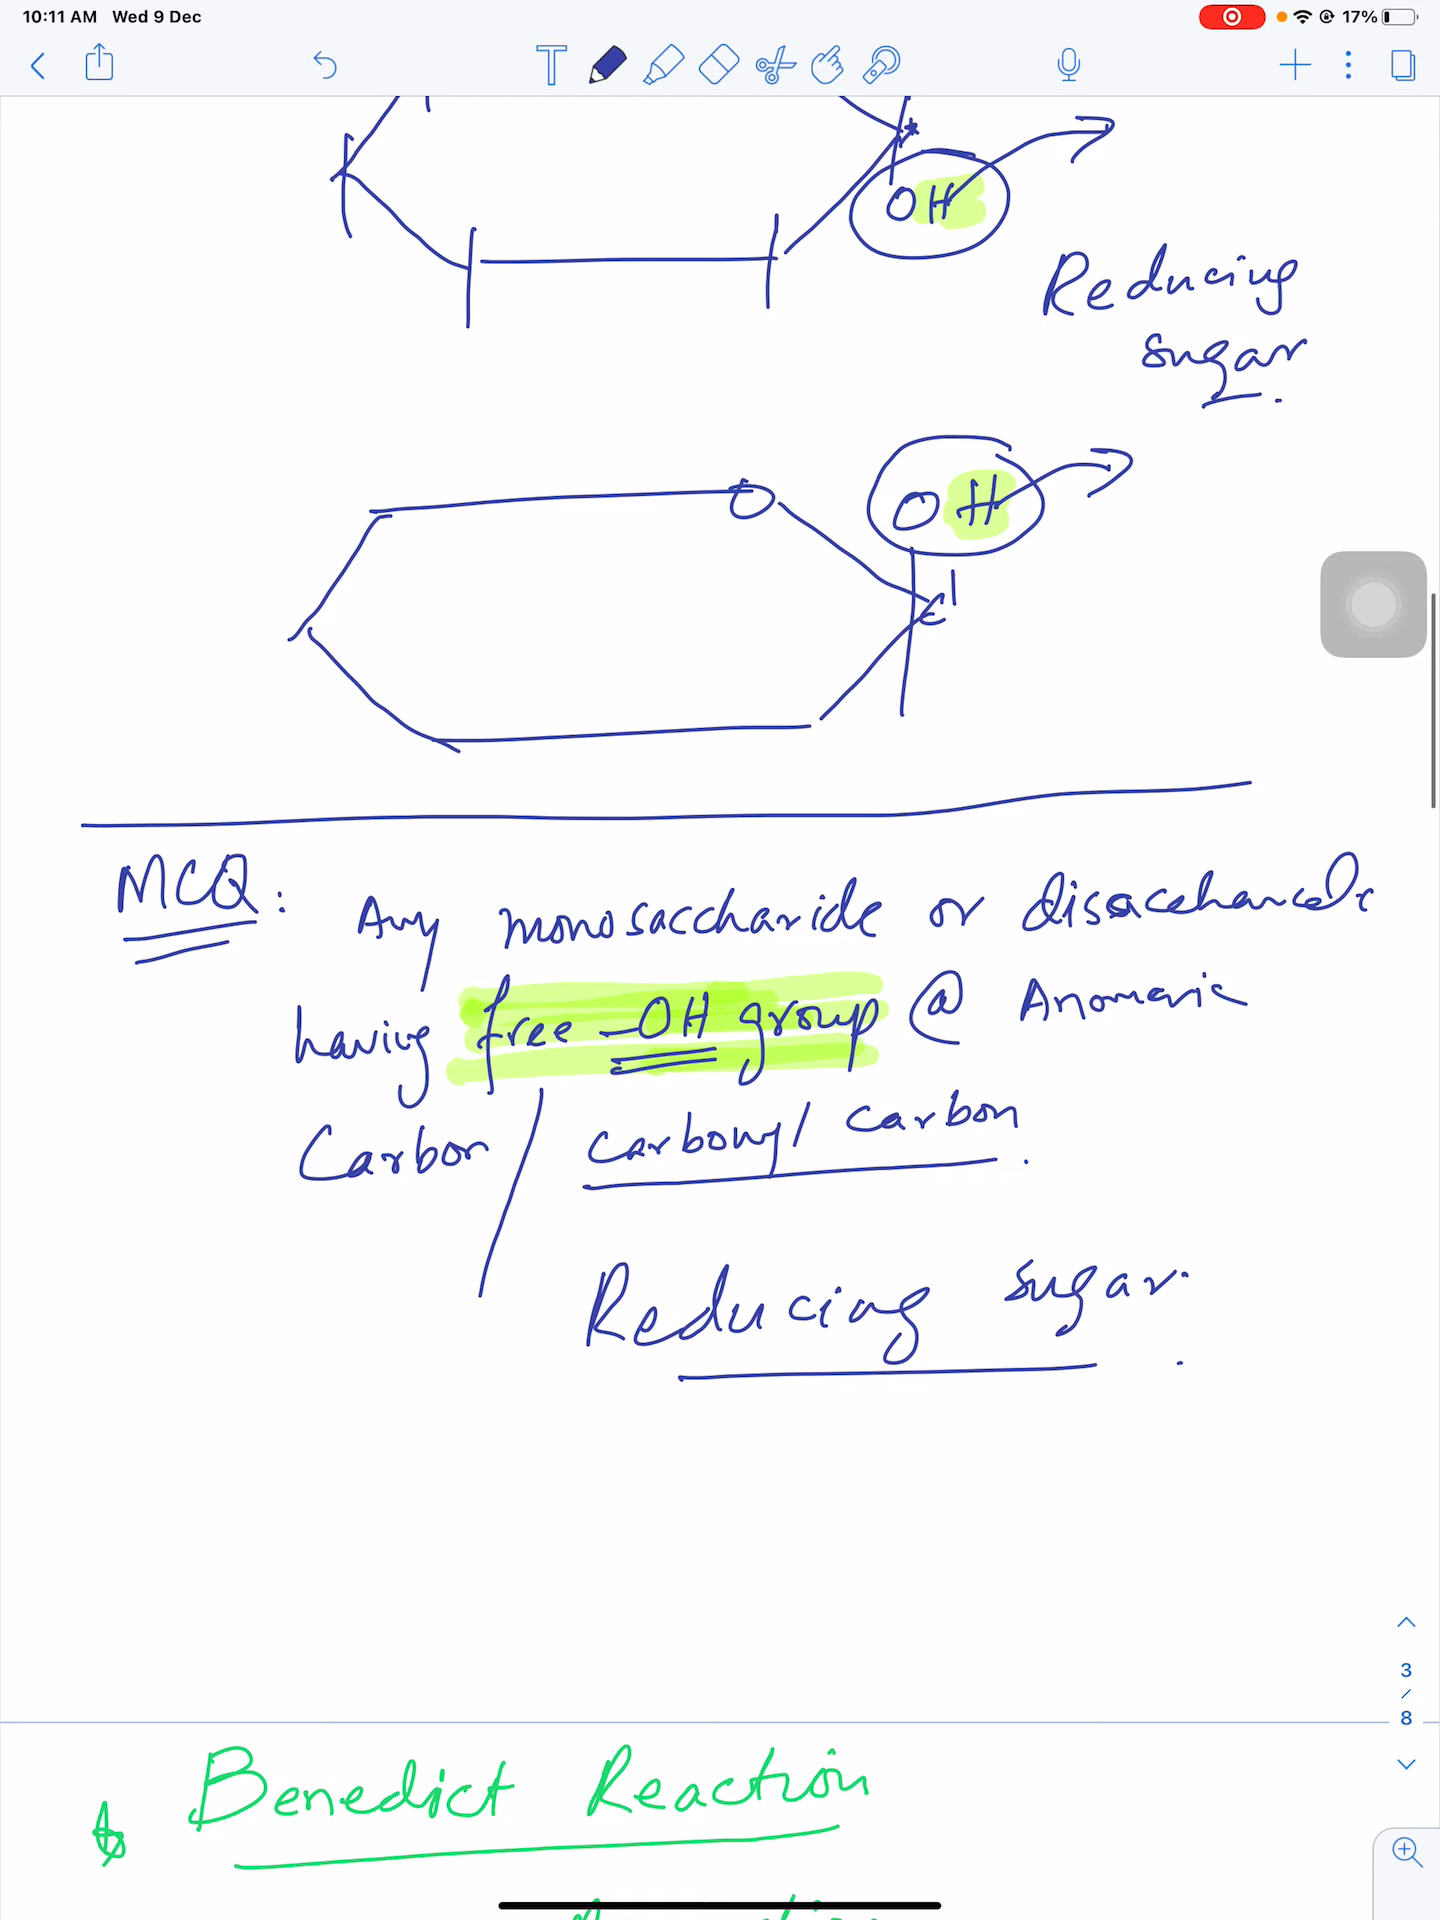 10:11 AM Wed 9 Dec
17%
T
OH
Reducing
sugar.
O
OH
C1
MCQ: Any monosaccharide or disaccharide
having free -OH group @ Anomeric
Carbon / carbonyl carbon.
Reducing sugar.
3
/
8
Benedict Reaction